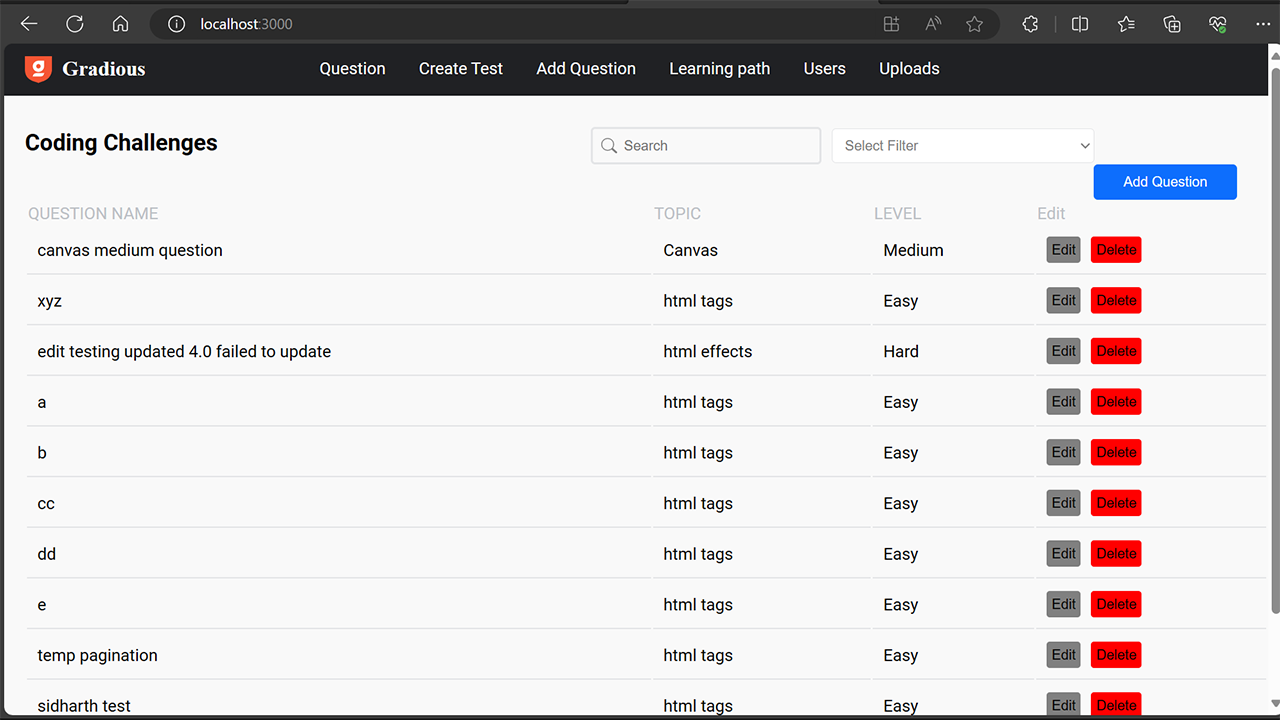 localhost:3000
Gradious Question Create Test Add Question Learning path Users Uploads
Coding Challenges Search Select Filter
Add Question
QUESTION NAME TOPIC LEVEL Edit
canvas medium question Canvas Medium Edit Delete
xyz html tags Easy Edit Delete
edit testing updated 4.0 failed to update html effects Hard Edit Delete
a html tags Easy Edit Delete
b html tags Easy Edit Delete
cc html tags Easy Edit Delete
dd html tags Easy Edit Delete
e html tags Easy Edit Delete
temp pagination html tags Easy Edit Delete
sidharth test html tags Easy Edit Delete